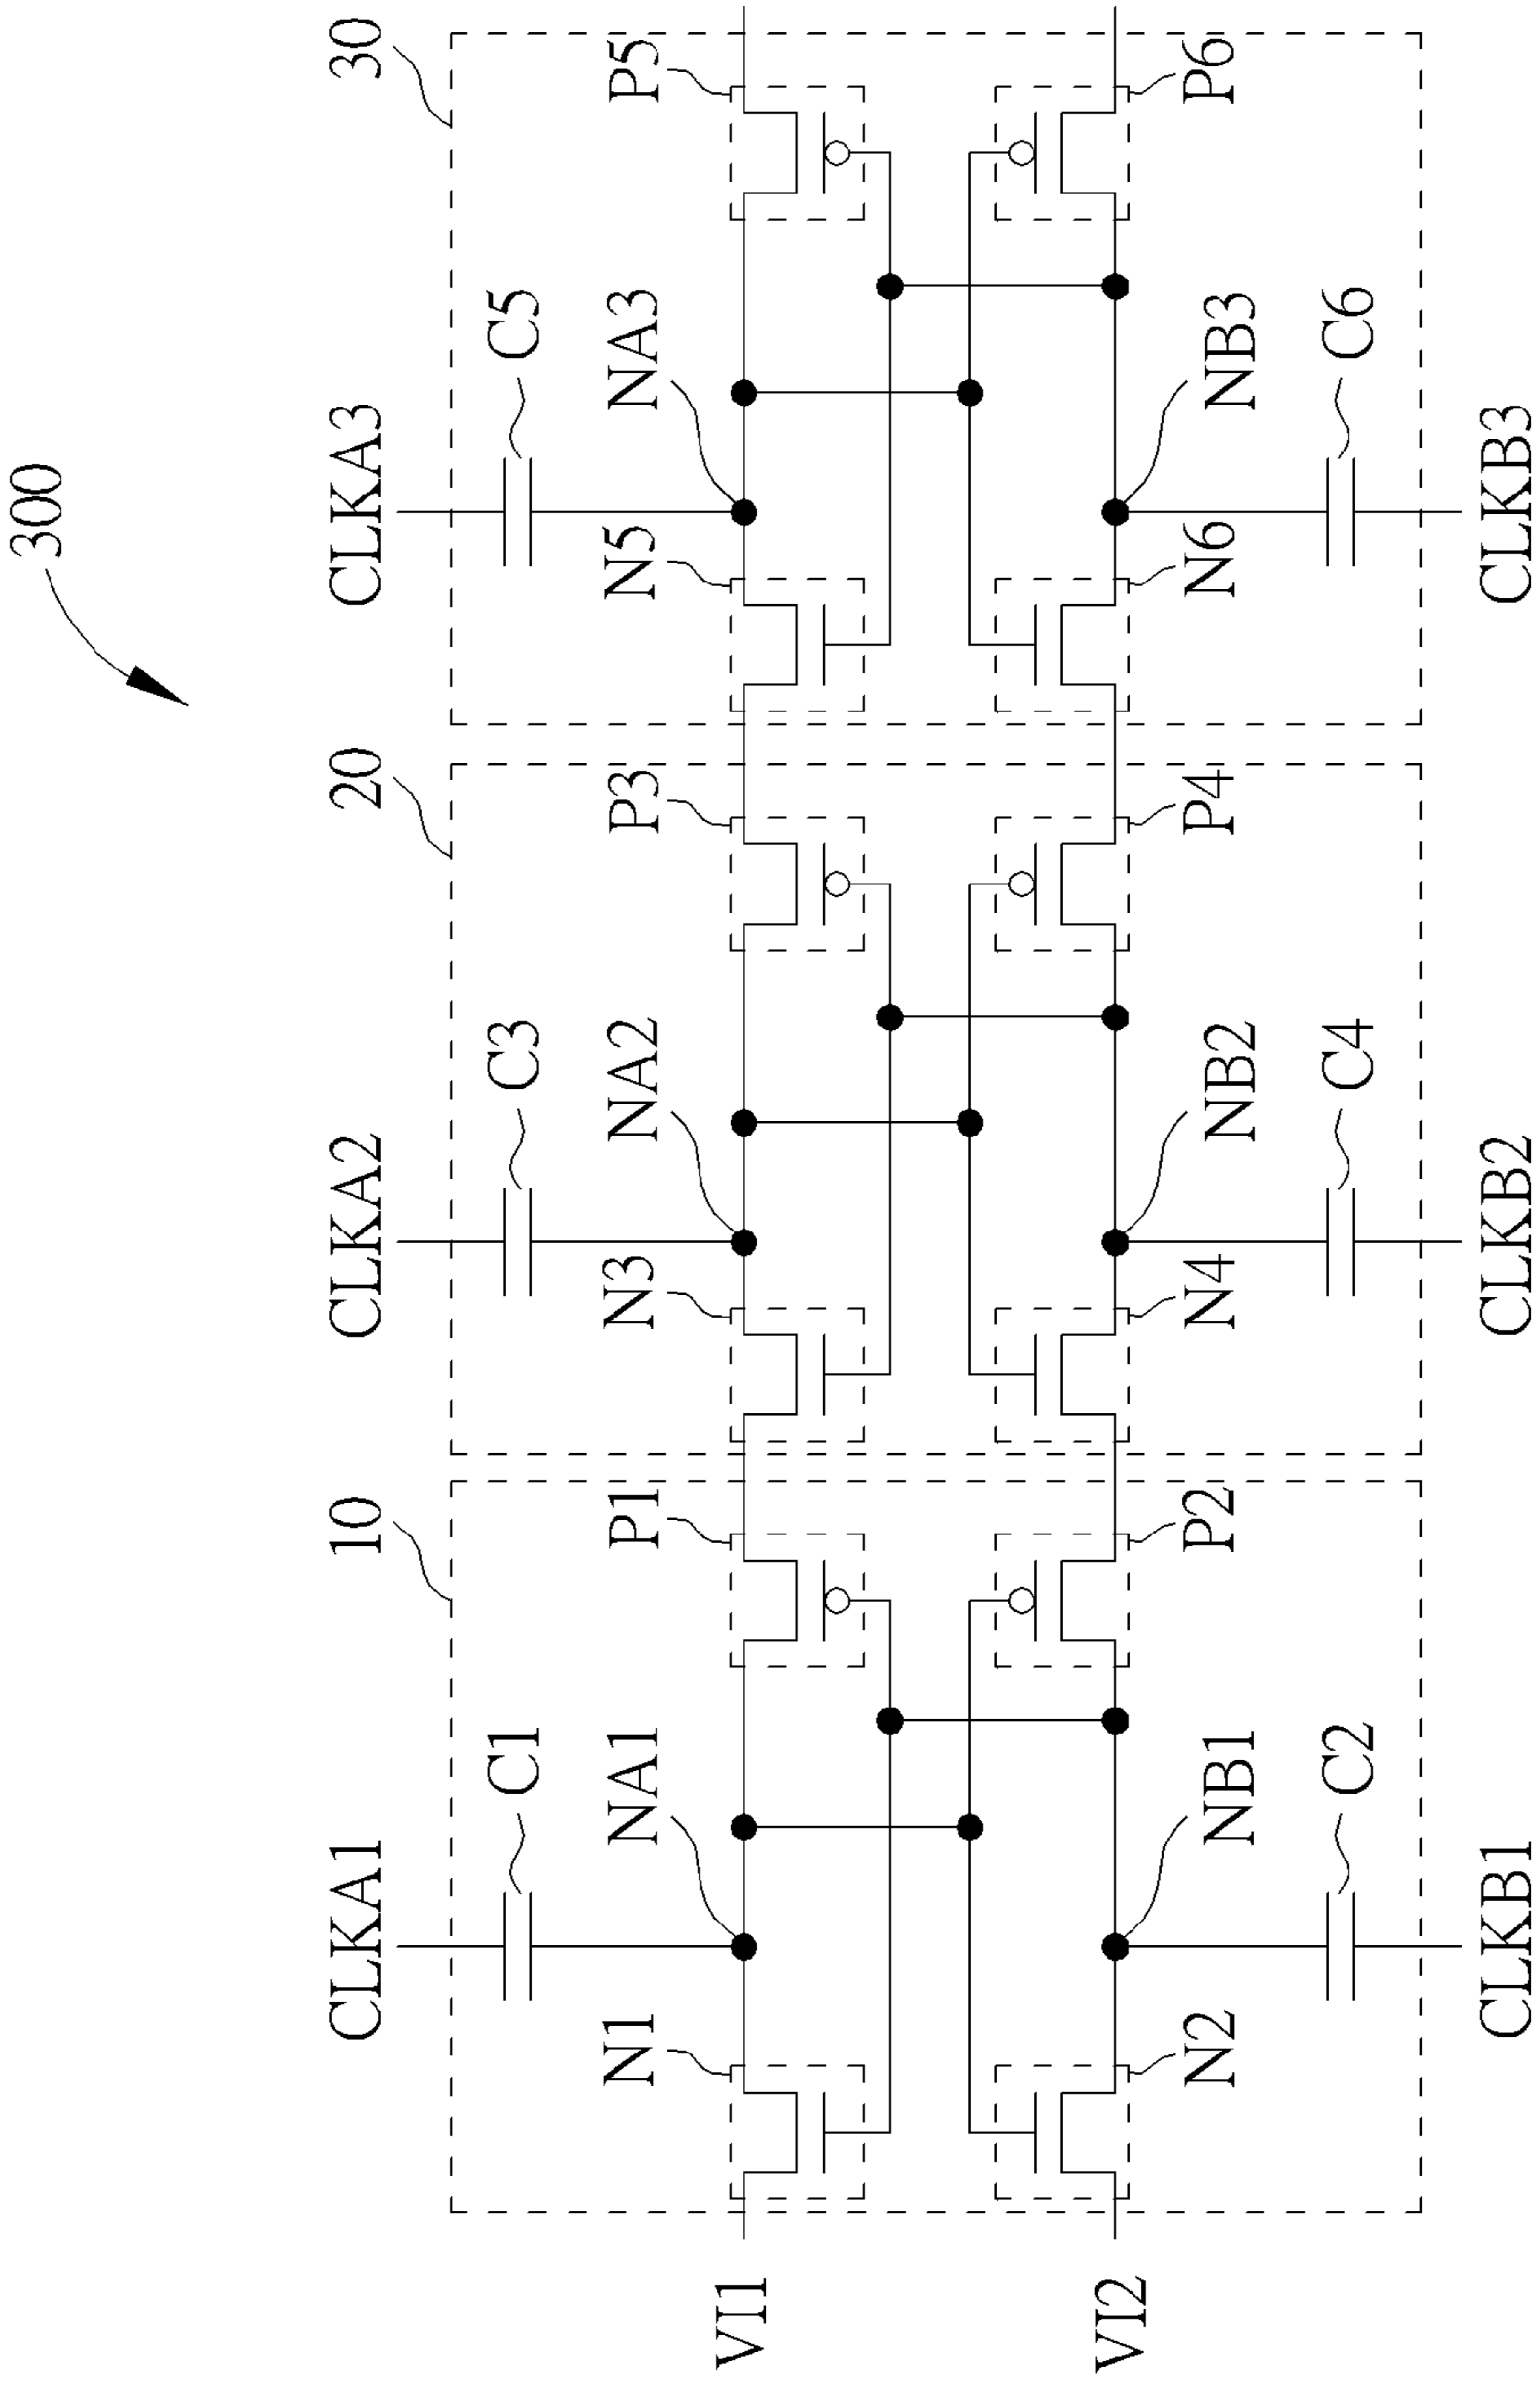 300
10
20
30
CLKA1
CLKA2
CLKA3
C1
C3
C5
N1
NA1
P1
N3
NA2
P3
N5
NA3
P5
VI1
VI2
N2
NB1
P2
N4
NB2
P4
N6
NB3
P6
C2
C4
C6
CLKB1
CLKB2
CLKB3